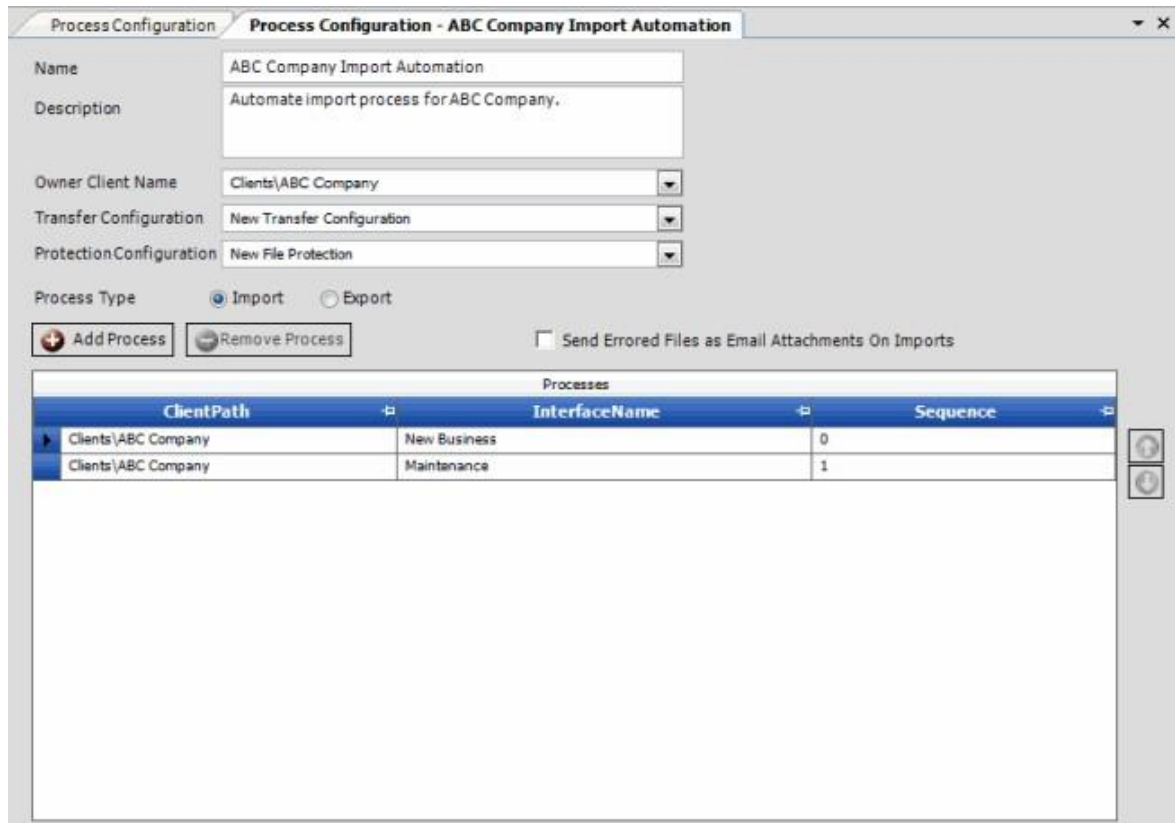 Process Configuration
Process Configuration - ABC Company Import Automation
Name
ABC Company Import Automation
Description
Automate import process for ABC Company.
Owner Client Name
Clients\ABC Company
Transfer Configuration
New Transfer Configuration
Protection Configuration
New File Protection
Process Type
Import
Export
Add Process
Remove Process
Send Errored Files as Email Attachments On Imports
Processes
ClientPath InterfaceName Sequence
Clients\ABC Company New Business 0
Clients\ABC Company Maintenance 1